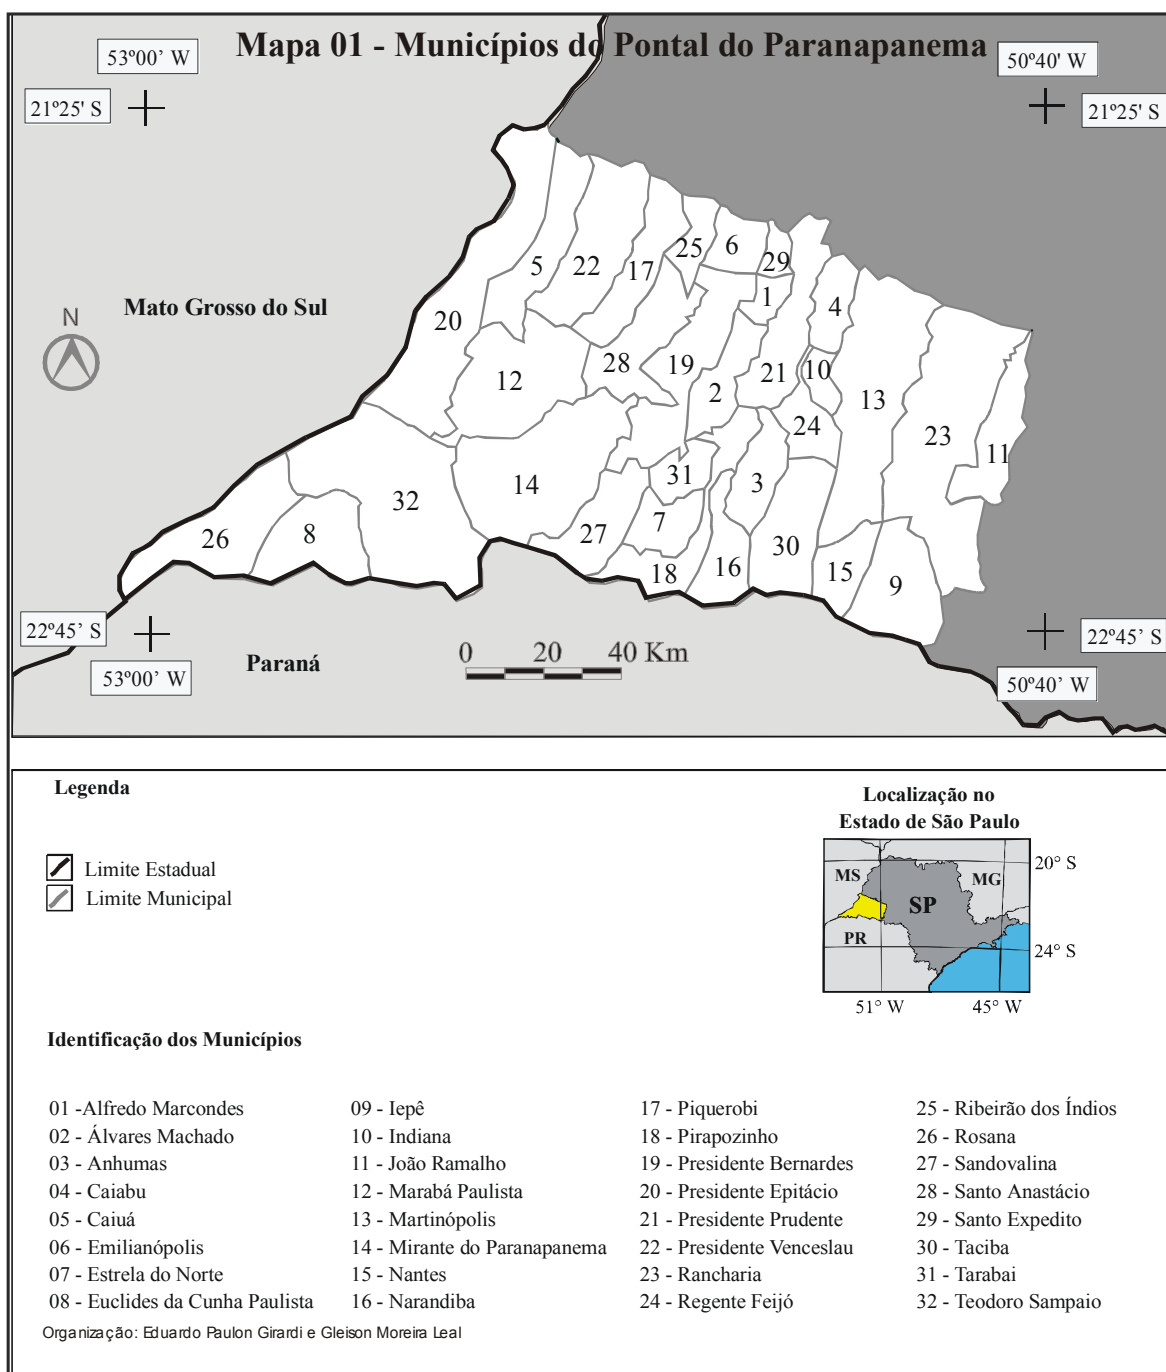 Mapa 01 - Municípios do Pontal do Paranapanema
53º00’ W
50º40' W
21º25' S
21º25' S
6
25
29
5
22
17
1
4
Mato Grosso do Sul
N
20
28
19
10
12
21
2
13
24
23
11
31
14
3
32
7
26
8
27
18
16
30
15
9
22º45’ S
22º45’ S
Paraná
0 20 40 Km
53º00’ W
50º40’ W
Legenda
Limite Estadual
Limite Municipal
Localização no
Estado de São Paulo
20° S
MS
MG
SP
PR
24° S
51° W
45° W
Identificação dos Municípios
01 -Alfredo Marcondes
02 - Álvares Machado
03 - Anhumas
04 - Caiabu
05 - Caiuá
06 - Emilianópolis
07 - Estrela do Norte
08 - Euclides da Cunha Paulista
09 - Iepê
10 - Indiana
11 - João Ramalho
12 - Marabá Paulista
13 - Martinópolis
14 - Mirante do Paranapanema
15 - Nantes
16 - Narandiba
17 - Piquerobi
18 - Pirapozinho
19 - Presidente Bernardes
20 - Presidente Epitácio
21 - Presidente Prudente
22 - Presidente Venceslau
23 - Rancharia
24 - Regente Feijó
25 - Ribeirão dos Índios
26 - Rosana
27 - Sandovalina
28 - Santo Anastácio
29 - Santo Expedito
30 - Taciba
31 - Tarabai
32 - Teodoro Sampaio
Organização: Eduardo Paulon Girardi e Gleison Moreira Leal